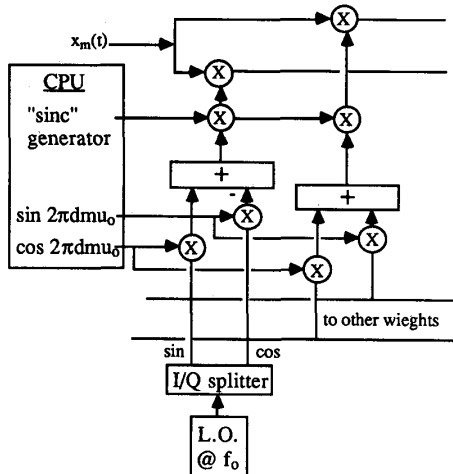 x_m(t)
X
X
CPU
"sinc"
generator
X
X
+
-
+
sin 2πdmu_o
X
cos 2πdmu_o
X
X
X
to other wieghts
sin
cos
I/Q splitter
L.O.
@ f_o